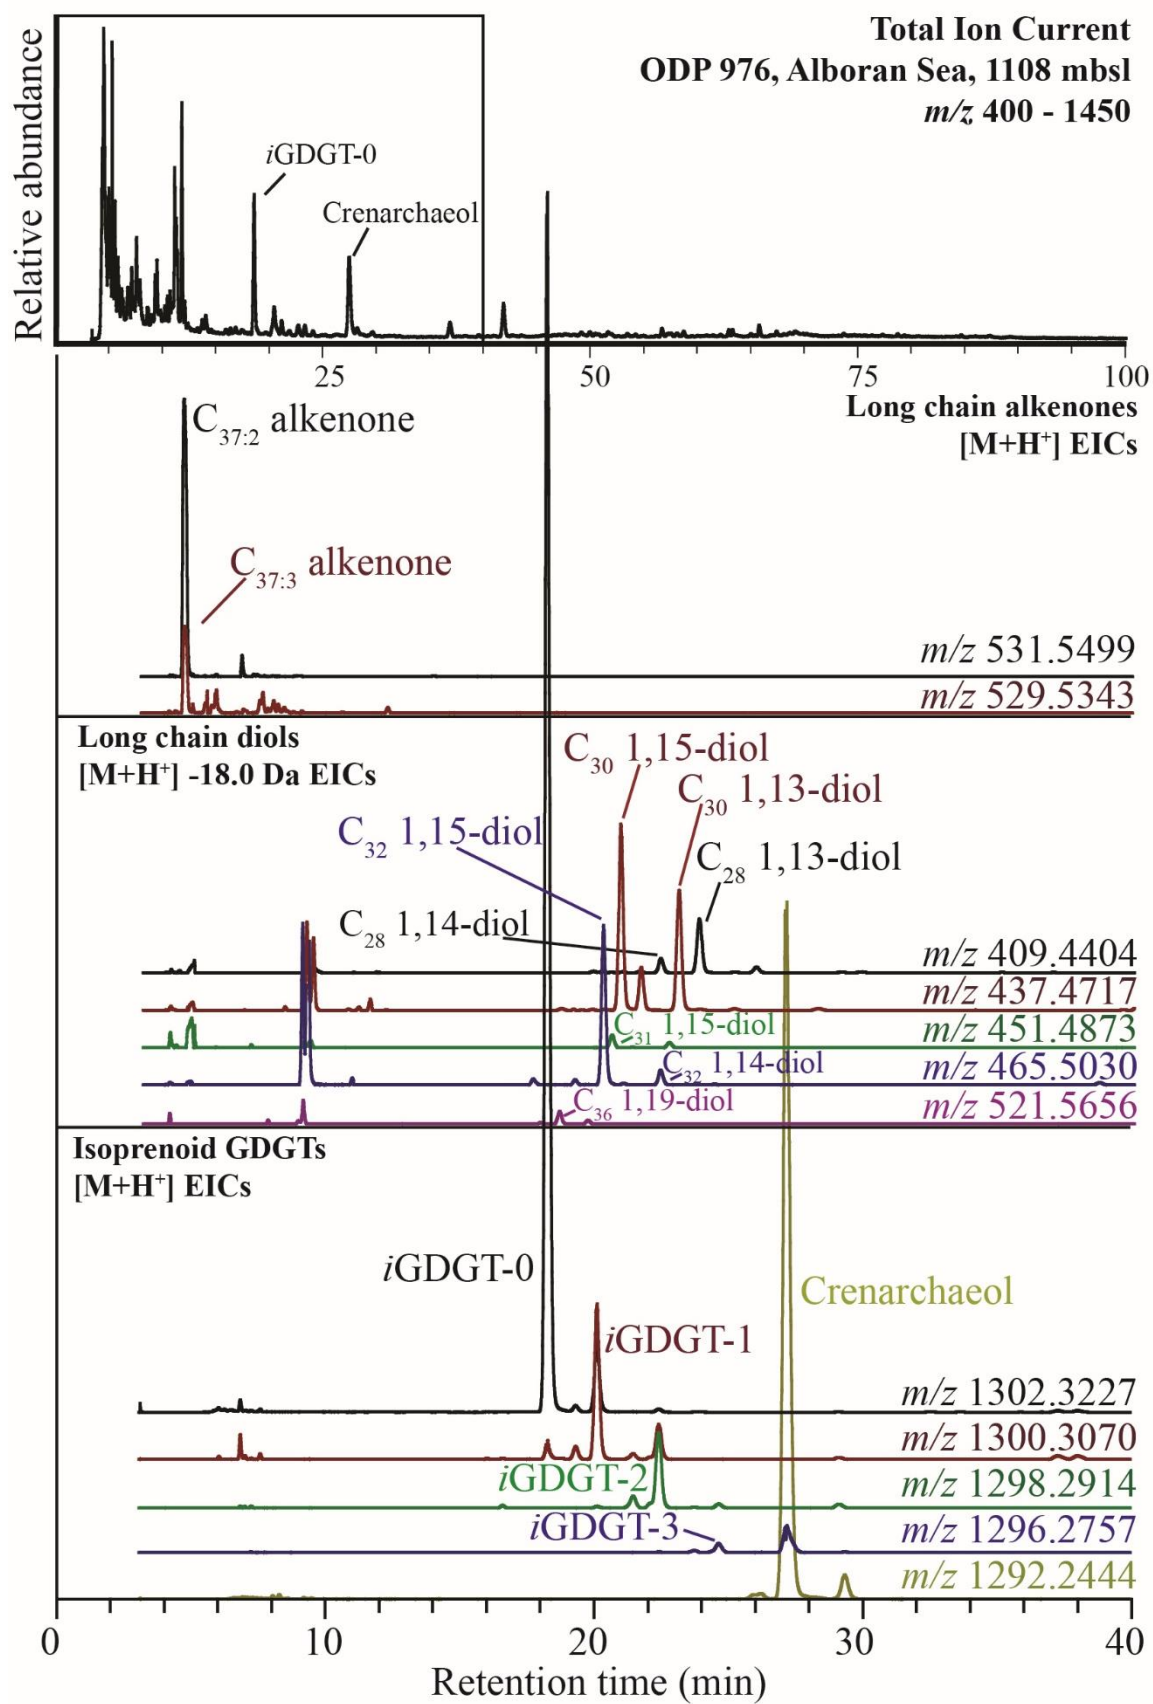 Total Ion Current
ODP 976, Alboran Sea, 1108 mbsl
m/z 400 - 1450
Relative abundance
iGDGT-0
Crenarchaeol
25
50
75
100
Long chain alkenones
[M+H⁺] EICs
C₃₇:₂ alkenone
C₃₇:₃ alkenone
m/z 531.5499
m/z 529.5343
Long chain diols
[M+H⁺] -18.0 Da EICs
C₃₀ 1,15-diol
C₃₀ 1,13-diol
C₃₂ 1,15-diol
C₂₈ 1,13-diol
C₂₈ 1,14-diol
m/z 409.4404
m/z 437.4717
C₃₁ 1,15-diol
m/z 451.4873
C₃₂ 1,14-diol
m/z 465.5030
C₃₆ 1,19-diol
m/z 521.5656
Isoprenoid GDGTs
[M+H⁺] EICs
iGDGT-0
Crenarchaeol
iGDGT-1
m/z 1302.3227
m/z 1300.3070
iGDGT-2
m/z 1298.2914
iGDGT-3
m/z 1296.2757
m/z 1292.2444
0
10
20
30
40
Retention time (min)